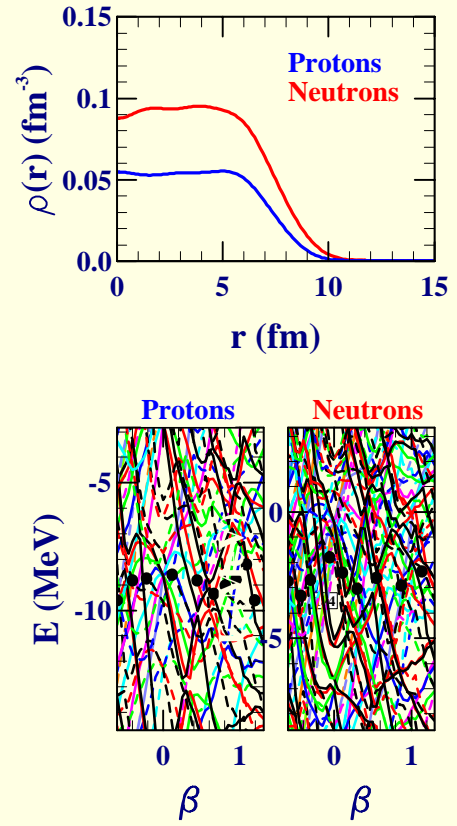 0.15
Protons
Neutrons
0.1
ρ(r) (fm-3)
0.05
0.0
0 5 10 15
r (fm)
Protons Neutrons
-5
0
E (MeV)
-10
-5
0 1 0 1
β β